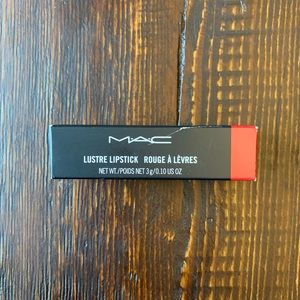 MAC
LUSTRE LIPSTICK ROUGE À LÈVRES
NET WT./POIDS NET 3 g/0.10 US OZ